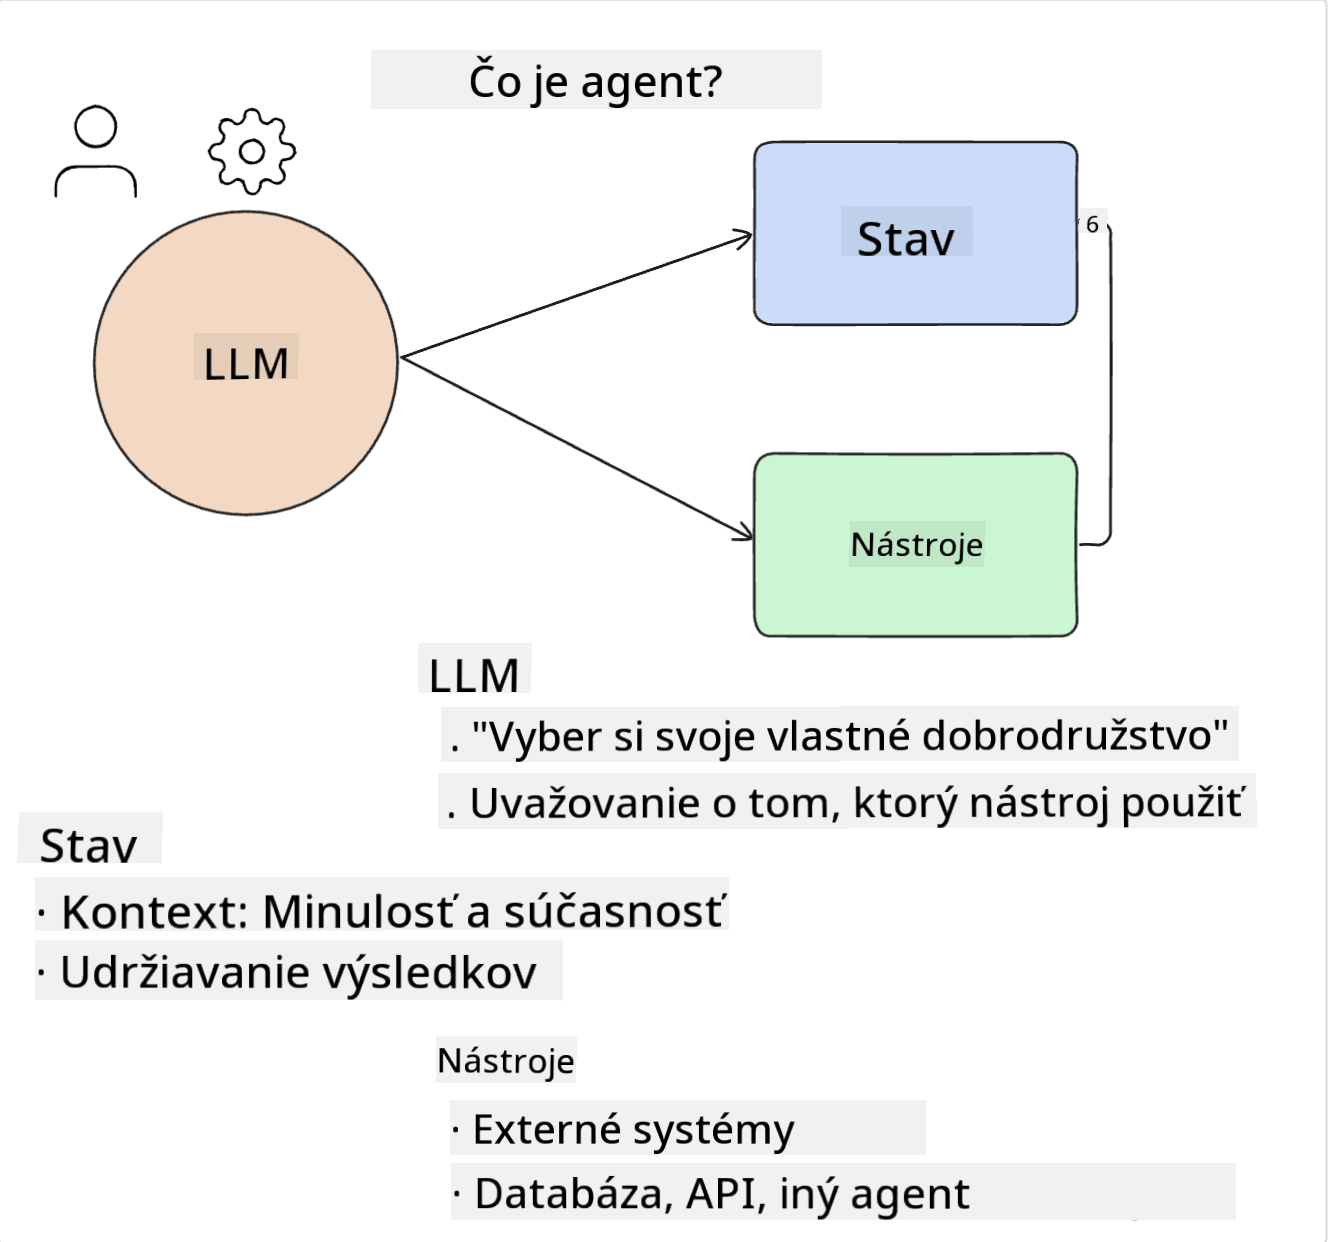 Čo je agent?
Stav
6
LLM
Nástroje
LLM
. "Vyber si svoje vlastné dobrodružstvo"
. Uvažovanie o tom, ktorý nástroj použiť
Stav
· Kontext: Minulosť a súčasnosť
· Udržiavanie výsledkov
Nástroje
· Externé systémy
· Databáza, API, iný agent